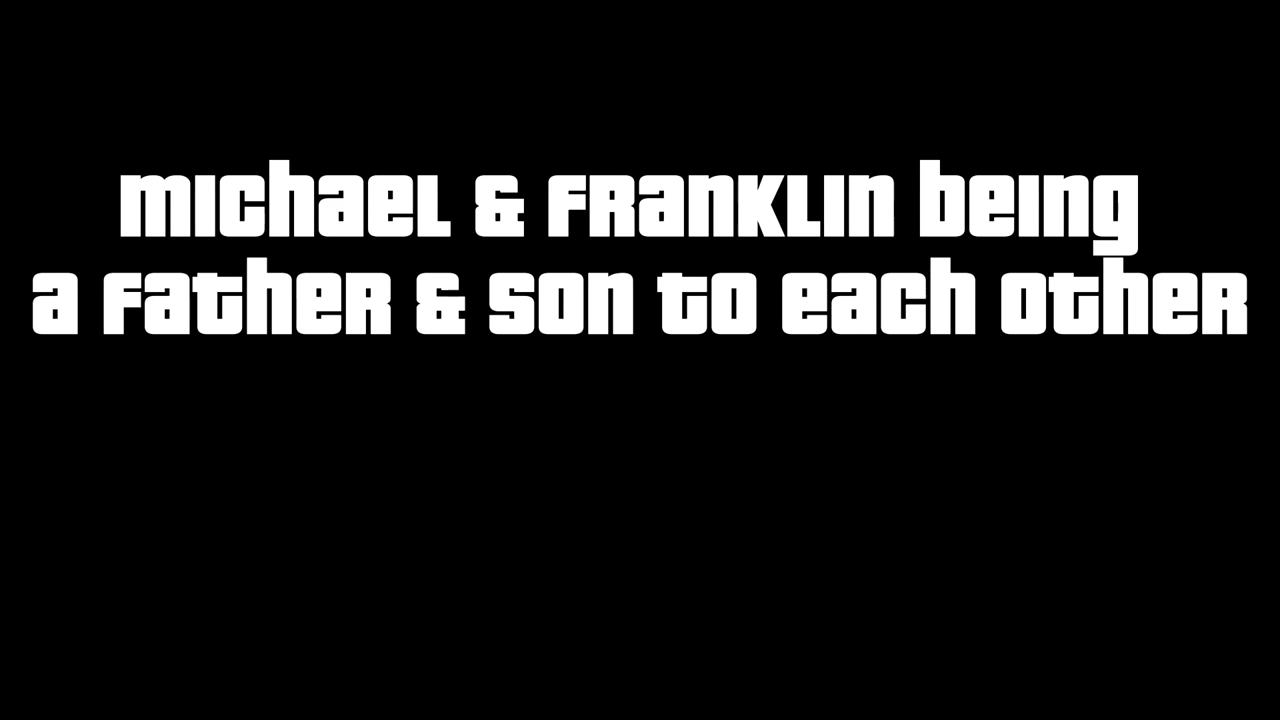 michael & franklin being
a father & son to each other